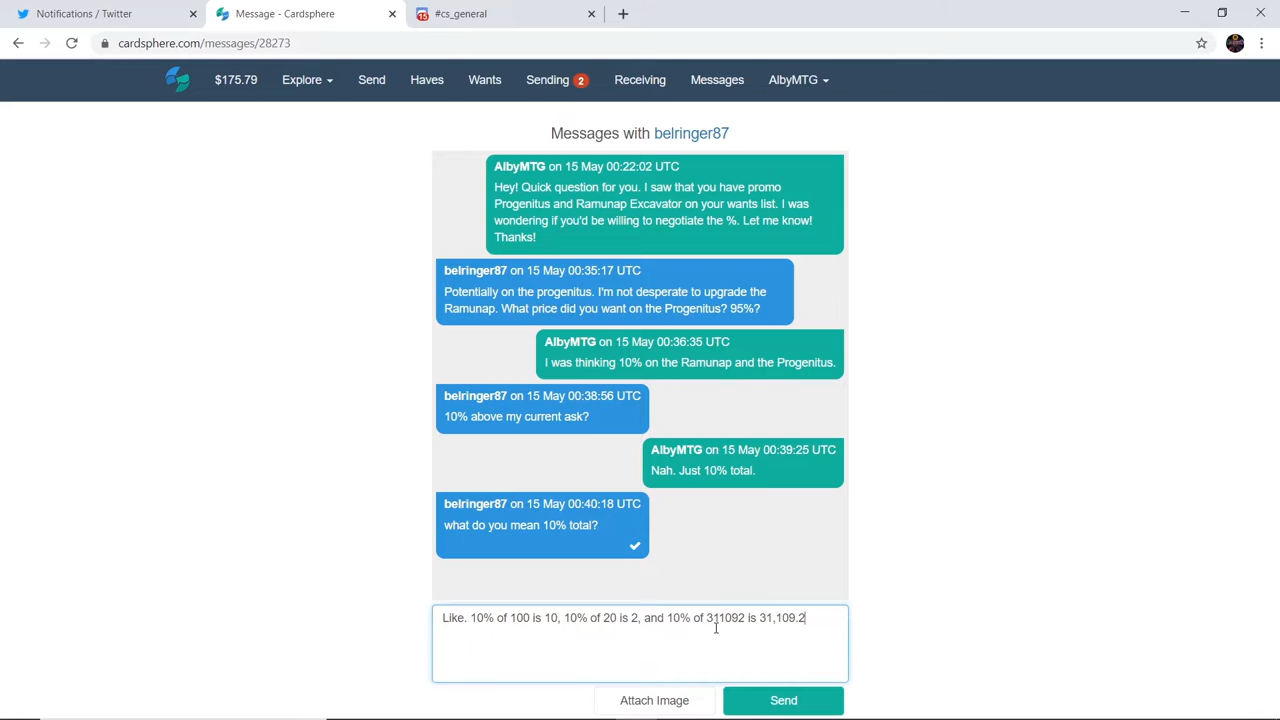 Notifications / Twitter
Message - Cardsphere
15
#cs_general
cardsphere.com/messages/28273
$175.79
Explore
Send
Haves
Wants
Sending 2
Receiving
Messages
AlbyMTG
Messages with belringer87
AlbyMTG on 15 May 00:22:02 UTC
Hey! Quick question for you. I saw that you have promo
Progenitus and Ramunap Excavator on your wants list. I was
wondering if you'd be willing to negotiate the %. Let me know!
Thanks!
belringer87 on 15 May 00:35:17 UTC
Potentially on the progenitus. I'm not desperate to upgrade the
Ramunap. What price did you want on the Progenitus? 95%?
AlbyMTG on 15 May 00:36:35 UTC
I was thinking 10% on the Ramunap and the Progenitus.
belringer87 on 15 May 00:38:56 UTC
10% above my current ask?
AlbyMTG on 15 May 00:39:25 UTC
Nah. Just 10% total.
belringer87 on 15 May 00:40:18 UTC
what do you mean 10% total?
Like. 10% of 100 is 10, 10% of 20 is 2, and 10% of 311092 is 31,109.2
Attach Image
Send